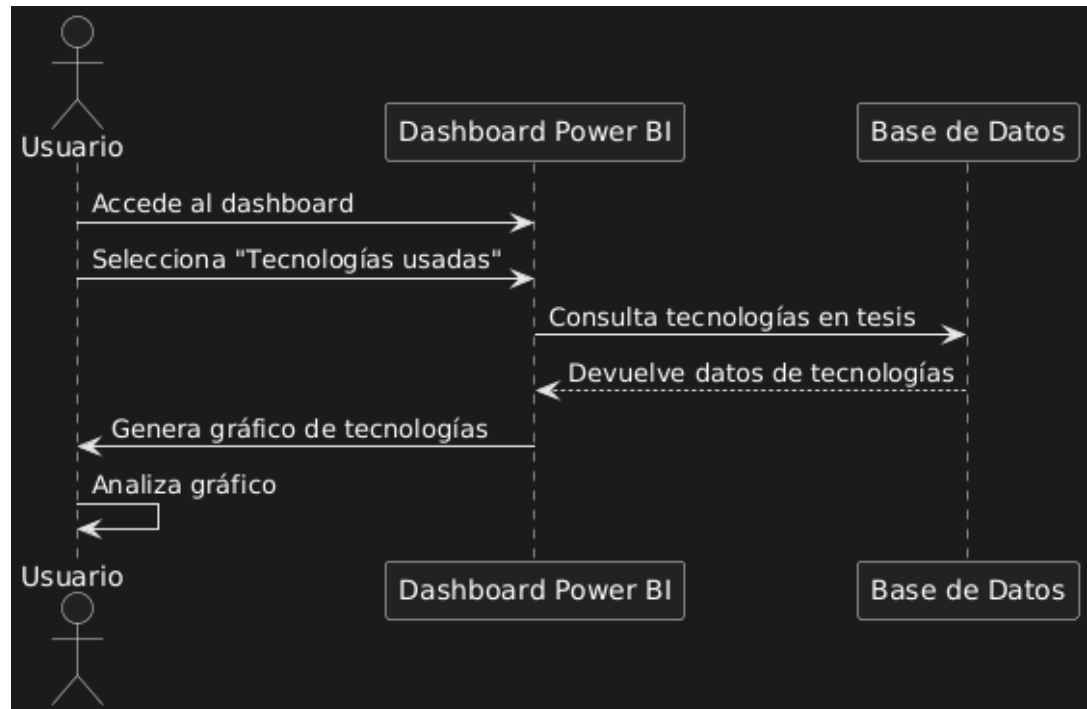 Usuario
Dashboard Power BI
Base de Datos
Accede al dashboard
Selecciona "Tecnologías usadas"
Consulta tecnologías en tesis
Devuelve datos de tecnologías
Genera gráfico de tecnologías
Analiza gráfico
Usuario
Dashboard Power BI
Base de Datos